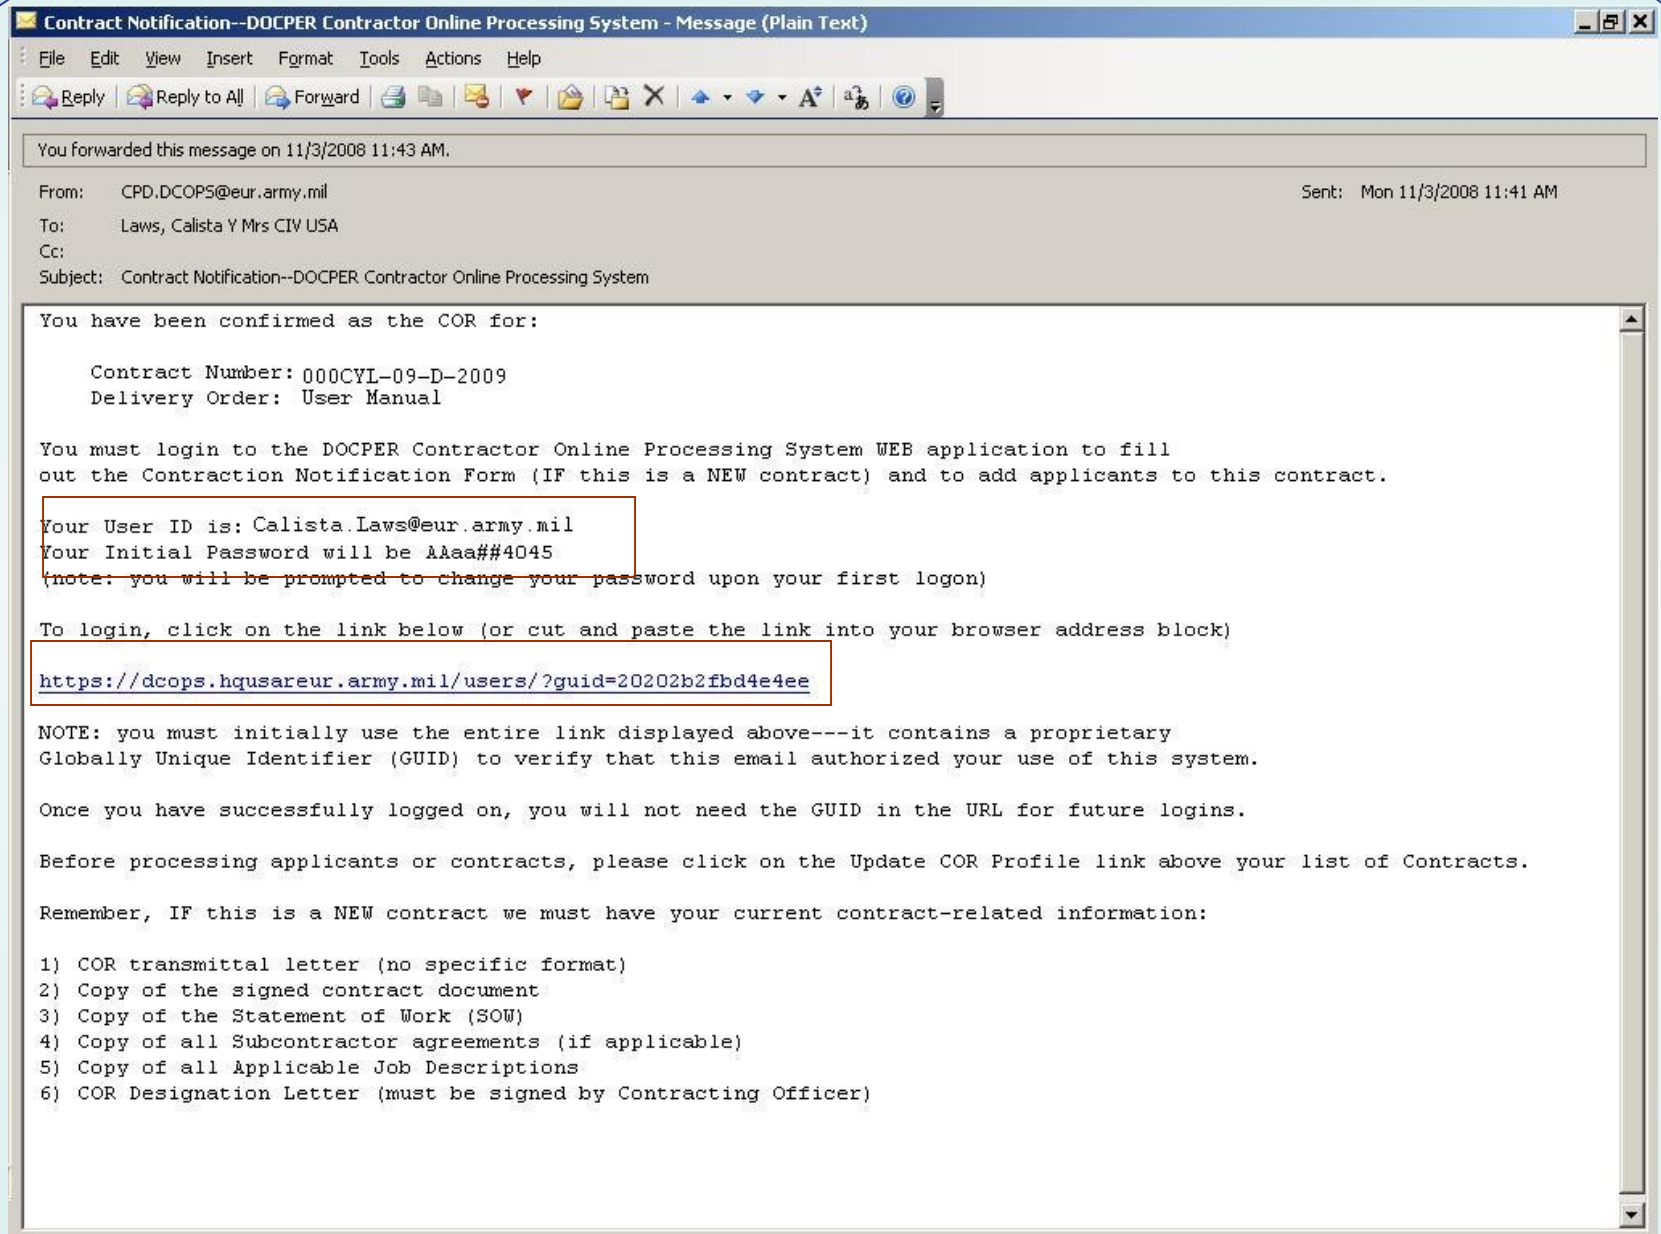 Contract Notification--DOCPER Contractor Online Processing System - Message (Plain Text)
File Edit View Insert Format Tools Actions Help
Reply Reply to All Forward
You forwarded this message on 11/3/2008 11:43 AM.
From: CPD.DCOPS@eur.army.mil Sent: Mon 11/3/2008 11:41 AM
To: Laws, Calista Y Mrs CIV USA
Cc:
Subject: Contract Notification--DOCPER Contractor Online Processing System
You have been confirmed as the COR for:
Contract Number: 000CYL-09-D-2009
Delivery Order: User Manual
You must login to the DOCPER Contractor Online Processing System WEB application to fill
out the Contraction Notification Form (IF this is a NEW contract) and to add applicants to this contract.
Your User ID is: Calista.Laws@eur.army.mil
Your Initial Password will be AAaa##4045
(note: you will be prompted to change your password upon your first logon)
To login, click on the link below (or cut and paste the link into your browser address block)
https://dcops.hqusareur.army.mil/users/?guid=20202b2fbd4e4ee
NOTE: you must initially use the entire link displayed above---it contains a proprietary
Globally Unique Identifier (GUID) to verify that this email authorized your use of this system.
Once you have successfully logged on, you will not need the GUID in the URL for future logins.
Before processing applicants or contracts, please click on the Update COR Profile link above your list of Contracts.
Remember, IF this is a NEW contract we must have your current contract-related information:
1) COR transmittal letter (no specific format)
2) Copy of the signed contract document
3) Copy of the Statement of Work (SOW)
4) Copy of all Subcontractor agreements (if applicable)
5) Copy of all Applicable Job Descriptions
6) COR Designation Letter (must be signed by Contracting Officer)